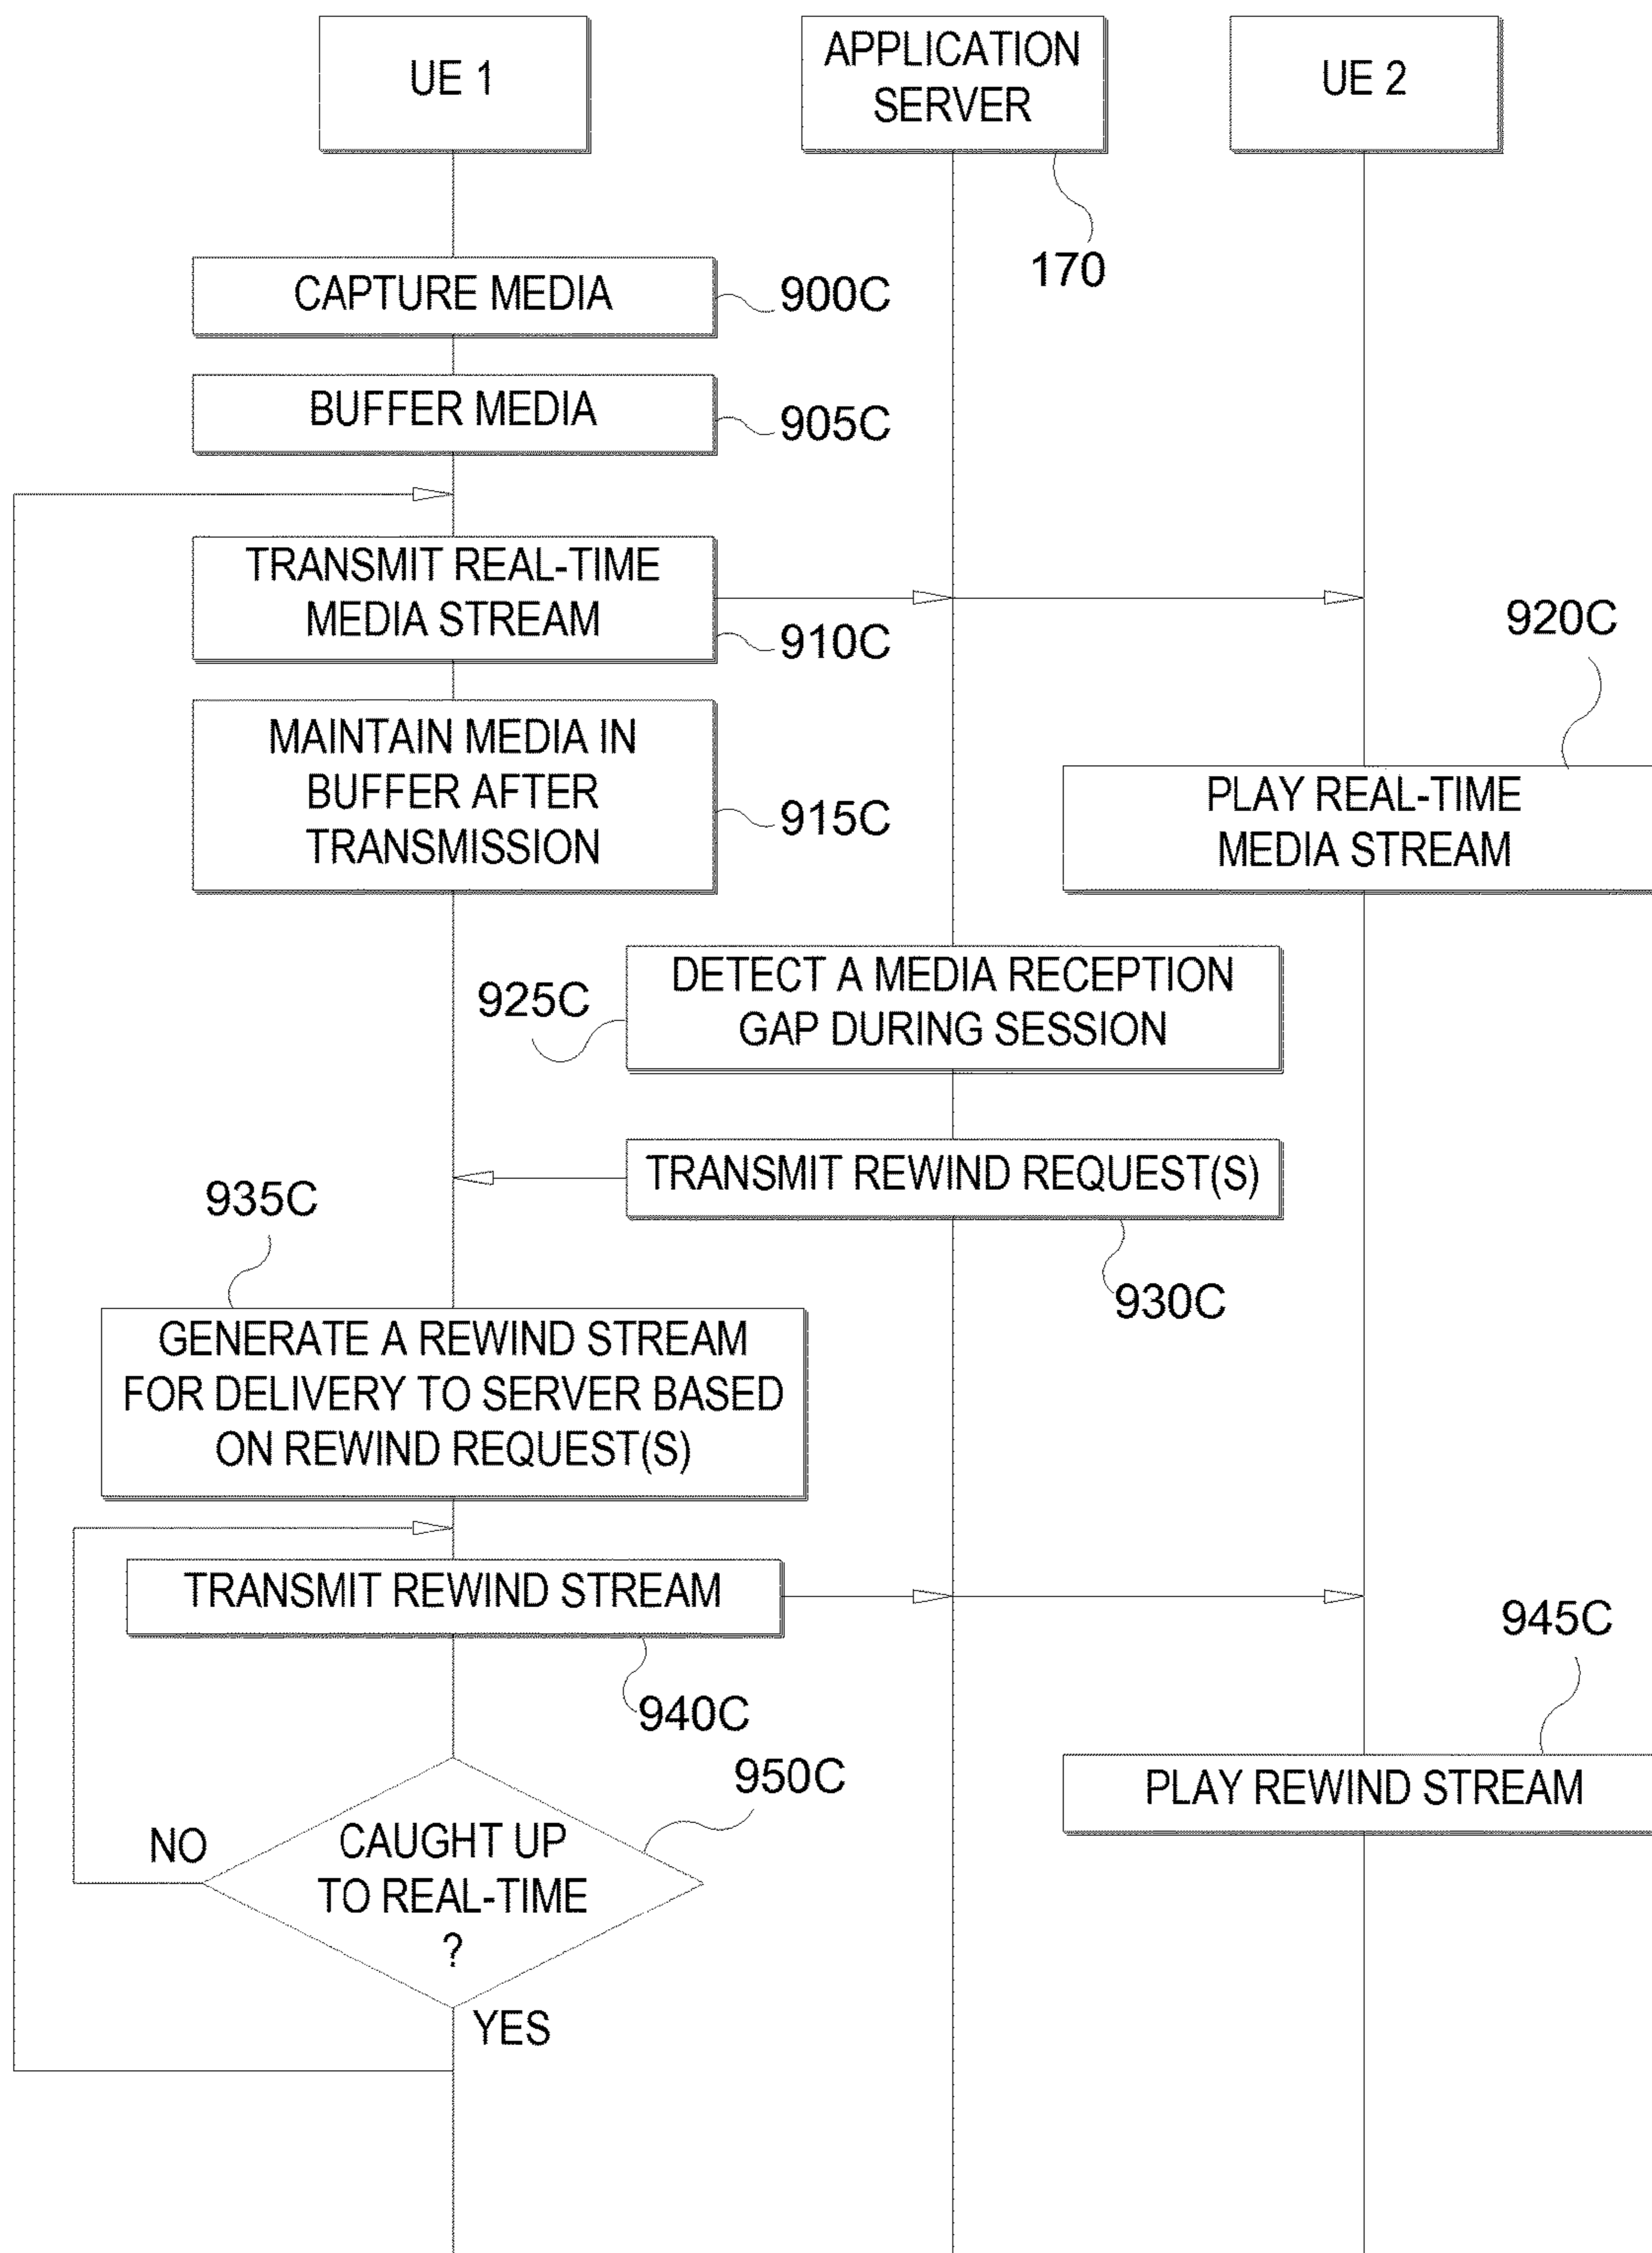 UE 1
APPLICATION
SERVER
UE 2
170
CAPTURE MEDIA
900C
BUFFER MEDIA
905C
TRANSMIT REAL-TIME
MEDIA STREAM
910C
920C
MAINTAIN MEDIA IN
BUFFER AFTER
TRANSMISSION
915C
PLAY REAL-TIME
MEDIA STREAM
925C
DETECT A MEDIA RECEPTION
GAP DURING SESSION
TRANSMIT REWIND REQUEST(S)
930C
935C
GENERATE A REWIND STREAM
FOR DELIVERY TO SERVER BASED
ON REWIND REQUEST(S)
TRANSMIT REWIND STREAM
940C
945C
PLAY REWIND STREAM
950C
NO
CAUGHT UP
TO REAL-TIME
?
YES